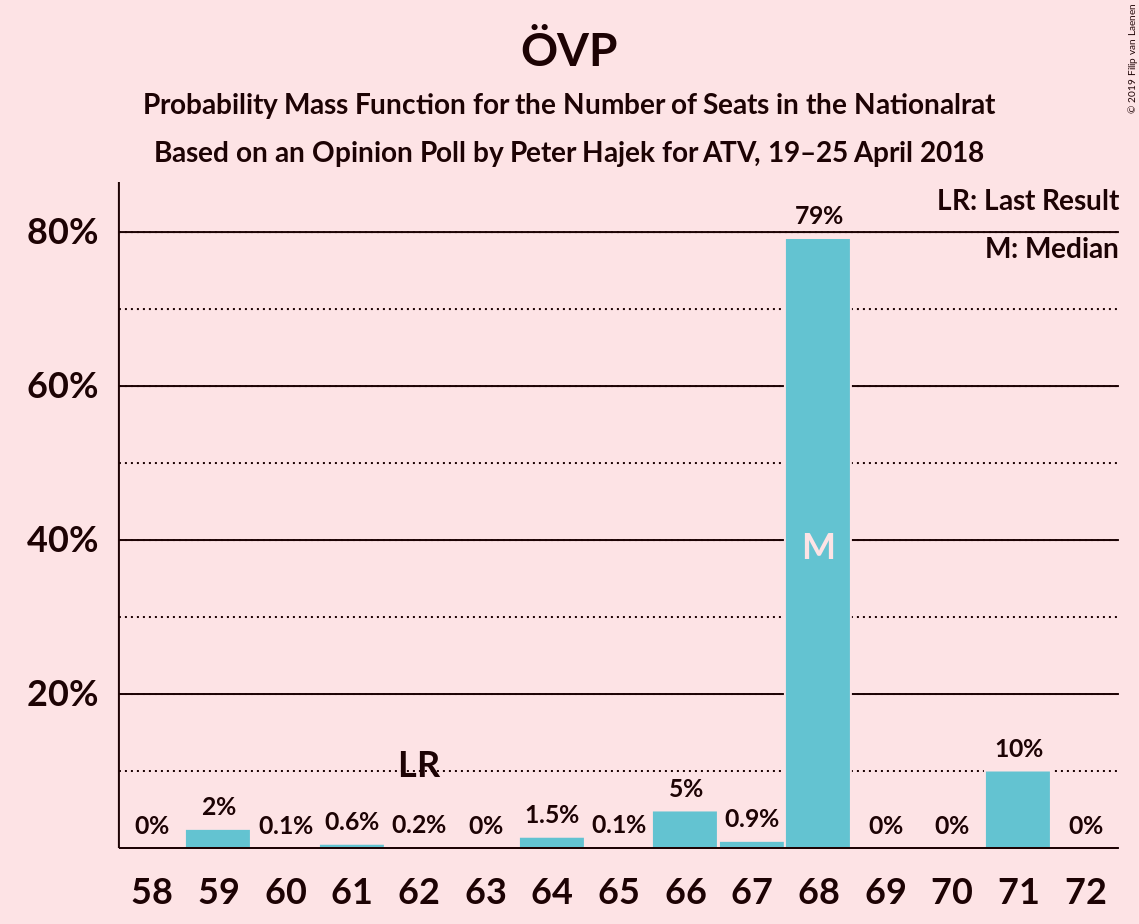 ÖVP
Probability Mass Function for the Number of Seats in the Nationalrat
Based on an Opinion Poll by Peter Hajek for ATV, 19–25 April 2018
© 2019 Filip van Laenen
LR: Last Result
M: Median
80%
60%
40%
20%
0%
2%
0.1%
0.6%
LR
0.2%
0%
1.5%
0.1%
5%
0.9%
79%
M
0%
0%
10%
0%
58 59 60 61 62 63 64 65 66 67 68 69 70 71 72